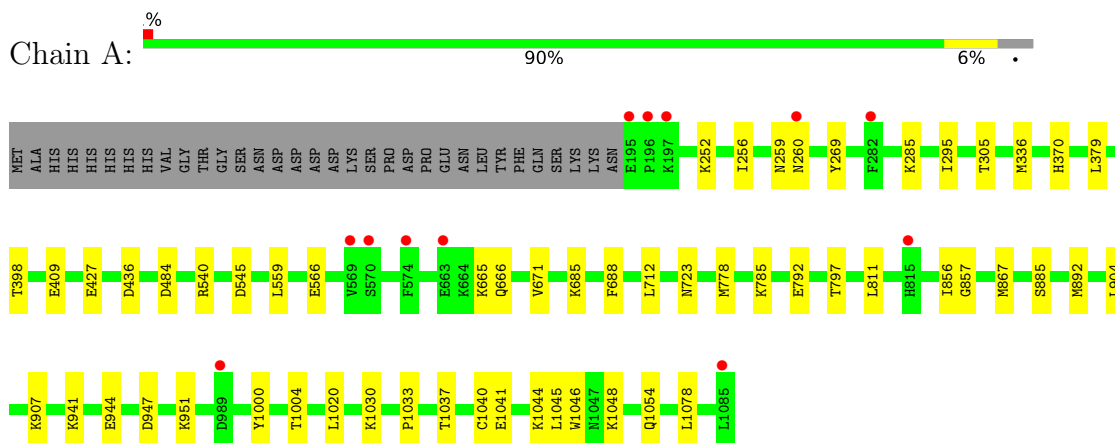 .%
Chain A:
90% 6% •
MET ALA HIS HIS HIS HIS HIS HIS VAL GLY THR GLY SER ASN ASP ASP ASP ASP LYS SER PRO ASP PRO GLU ASN LEU TYR PHE GLN SER LYS LYS ASN E195 P196 K197 K252 I256 N259 N260 Y269 F282 K285 I295 T305 M336 H370 L379
T398 E409 E427 D436 D484 R540 D545 L559 E566 V569 S570 F574 E663 K664 K665 Q666 V671 K685 F688 L712 N723 M778 K785 E792 T797 L811 H815 I856 G857 M867 S885 M892 L904
K907 K941 E944 D947 K951 D989 Y1000 T1004 L1020 K1030 P1033 T1037 C1040 E1041 K1044 L1045 W1046 N1047 K1048 Q1054 L1078 L1085